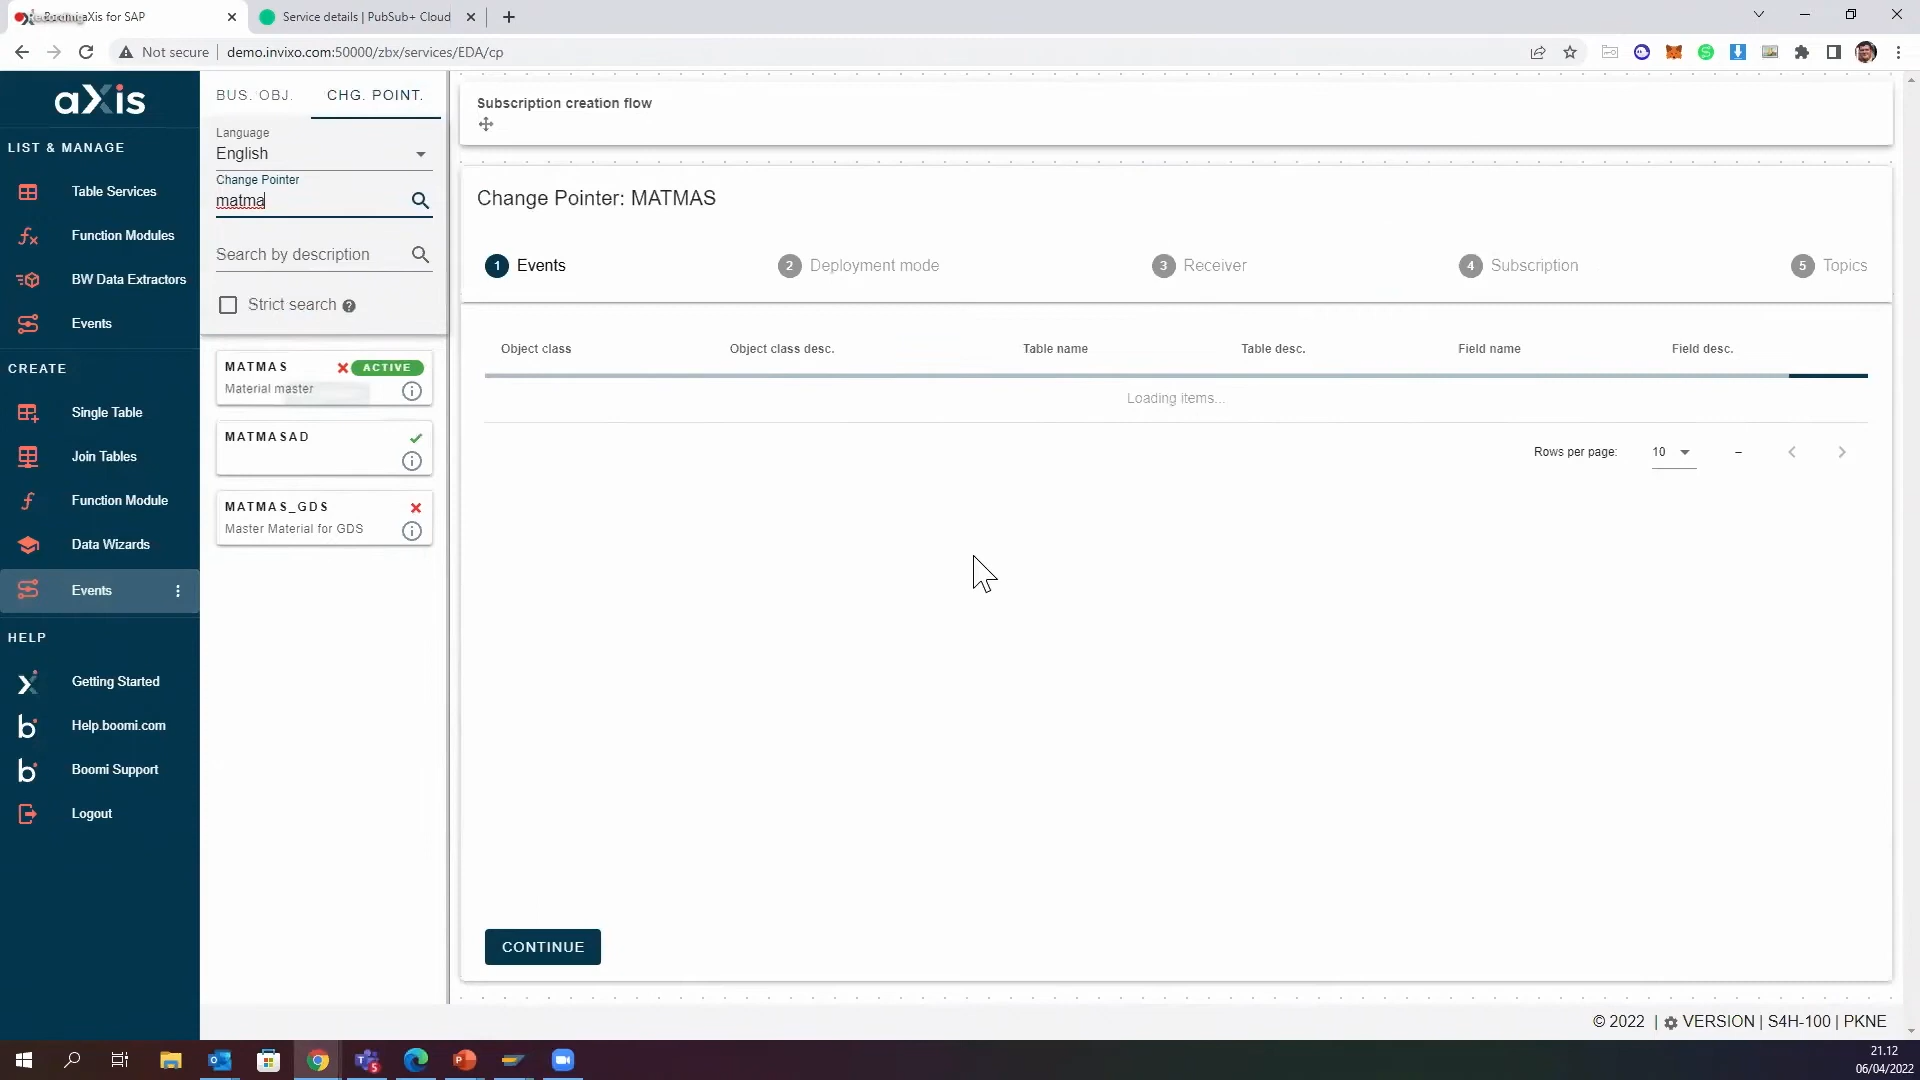 Boomi aXis for SAP
Service details | PubSub+ Cloud
Not secure
demo.invixo.com:50000/zbx/services/EDA/cp
aXis
LIST & MANAGE
Table Services
Function Modules
BW Data Extractors
Events
CREATE
Single Table
Join Tables
Function Module
Data Wizards
Events
HELP
Getting Started
Help.boomi.com
Boomi Support
Logout
BUS. OBJ.
CHG. POINT.
Language
English
Change Pointer
matma
Search by description
Strict search
MATMAS
ACTIVE
Material master
MATMASAD
MATMAS_GDS
Master Material for GDS
Subscription creation flow
Change Pointer: MATMAS
1 Events
2 Deployment mode
3 Receiver
4 Subscription
5 Topics
Object class
Object class desc.
Table name
Table desc.
Field name
Field desc.
Loading items...
Rows per page:
10
–
CONTINUE
© 2022 | VERSION | S4H-100 | PKNE
21.12
06/04/2022